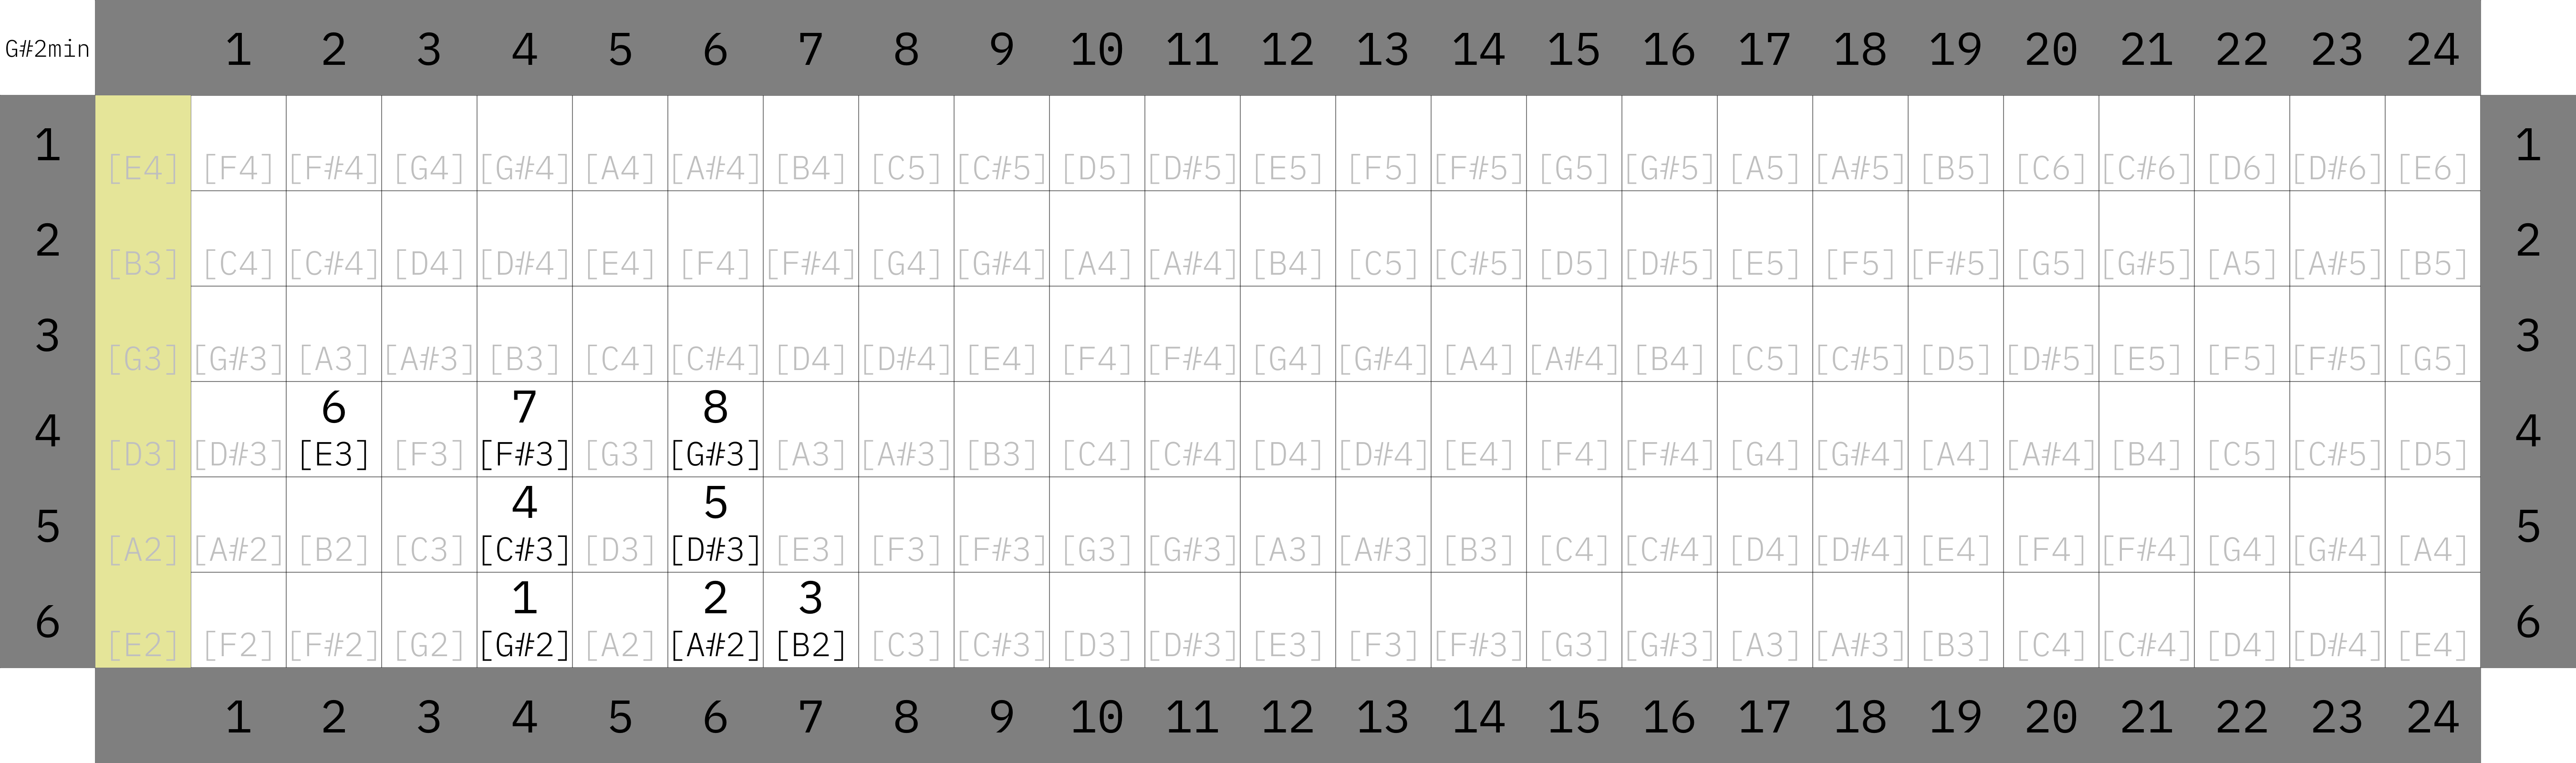 G#2min 1 2 3 4 5 6 7 8 9 10 11 12 13 14 15 16 17 18 19 20 21 22 23 24
1 [E4] [F4] [F#4] [G4] [G#4] [A4] [A#4] [B4] [C5] [C#5] [D5] [D#5] [E5] [F5] [F#5] [G5] [G#5] [A5] [A#5] [B5] [C6] [C#6] [D6] [D#6] [E6] 1
2 [B3] [C4] [C#4] [D4] [D#4] [E4] [F4] [F#4] [G4] [G#4] [A4] [A#4] [B4] [C5] [C#5] [D5] [D#5] [E5] [F5] [F#5] [G5] [G#5] [A5] [A#5] [B5] 2
3 [G3] [G#3] [A3] [A#3] [B3] [C4] [C#4] [D4] [D#4] [E4] [F4] [F#4] [G4] [G#4] [A4] [A#4] [B4] [C5] [C#5] [D5] [D#5] [E5] [F5] [F#5] [G5] 3
6 7 8
4 [D3] [D#3] [E3] [F3] [F#3] [G3] [G#3] [A3] [A#3] [B3] [C4] [C#4] [D4] [D#4] [E4] [F4] [F#4] [G4] [G#4] [A4] [A#4] [B4] [C5] [C#5] [D5] 4
4 5
5 [A2] [A#2] [B2] [C3] [C#3] [D3] [D#3] [E3] [F3] [F#3] [G3] [G#3] [A3] [A#3] [B3] [C4] [C#4] [D4] [D#4] [E4] [F4] [F#4] [G4] [G#4] [A4] 5
1 2 3
6 [E2] [F2] [F#2] [G2] [G#2] [A2] [A#2] [B2] [C3] [C#3] [D3] [D#3] [E3] [F3] [F#3] [G3] [G#3] [A3] [A#3] [B3] [C4] [C#4] [D4] [D#4] [E4] 6
1 2 3 4 5 6 7 8 9 10 11 12 13 14 15 16 17 18 19 20 21 22 23 24